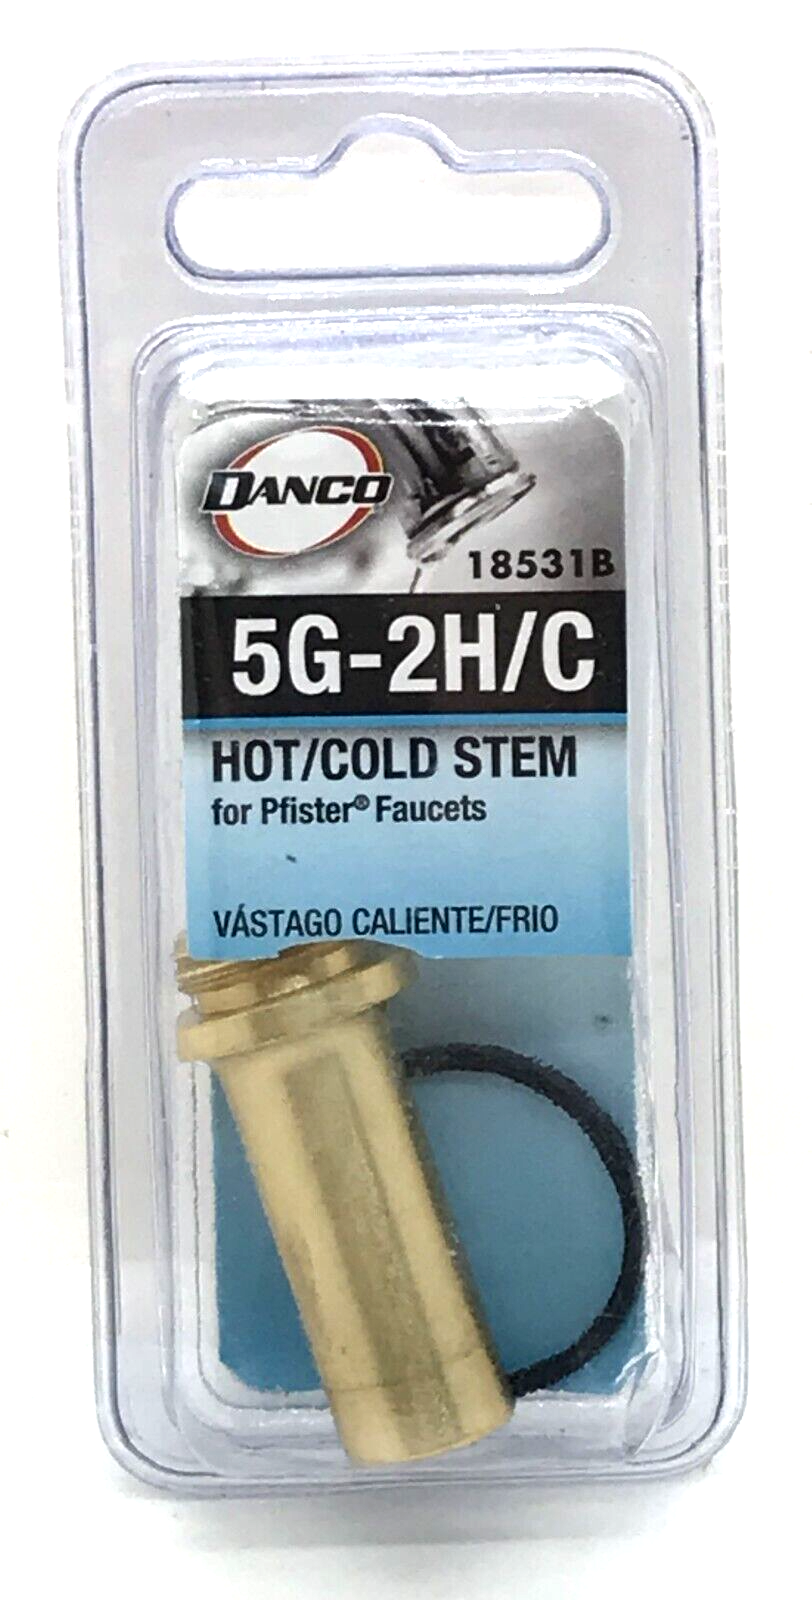 DANCO
18531B
5G-2H/C
HOT/COLD STEM
for Pfister® Faucets
VÁSTAGO CALIENTE/FRIO